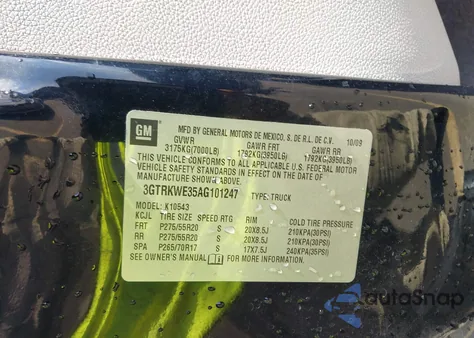 GM
MFD BY GENERAL MOTORS DE MEXICO, S. DE R.L. DE C.V. 10/09
GVWR GAWR FRT GAWR RR
3175KG(7000LB) 1792KG(3950LB) 1792KG(3950LB)
THIS VEHICLE CONFORMS TO ALL APPLICABLE U.S. FEDERAL MOTOR
VEHICLE SAFETY STANDARDS IN EFFECT ON THE DATE OF
MANUFACTURE SHOWN ABOVE.
3GTRKWE35AG101247 TYPE: TRUCK
MODEL: K10543
KCJL TIRE SIZE SPEED RTG RIM COLD TIRE PRESSURE
FRT P275/55R20 S 20X8.5J 210KPA(30PSI)
RR P275/55R20 S 20X8.5J 210KPA(30PSI)
SPA P265/70R17 S 17X7.5J 240KPA(35PSI)
SEE OWNER'S MANUAL FOR MORE INFORMATION.
autoSnap